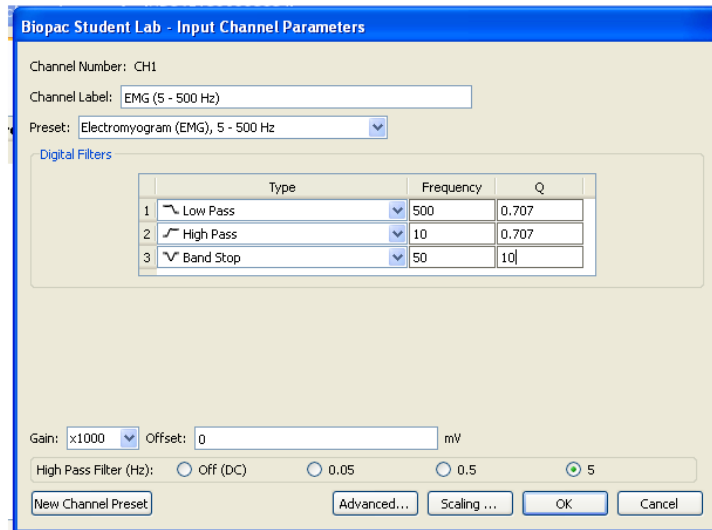 Biopac Student Lab - Input Channel Parameters
Channel Number: CH1
Channel Label: EMG (5 - 500 Hz)
Preset: Electromyogram (EMG), 5 - 500 Hz
Digital Filters
Type Frequency Q
1 Low Pass 500 0.707
2 High Pass 10 0.707
3 Band Stop 50 10
Gain: x1000 Offset: 0 mV
High Pass Filter (Hz): Off (DC) 0.05 0.5 5
New Channel Preset Advanced... Scaling ... OK Cancel